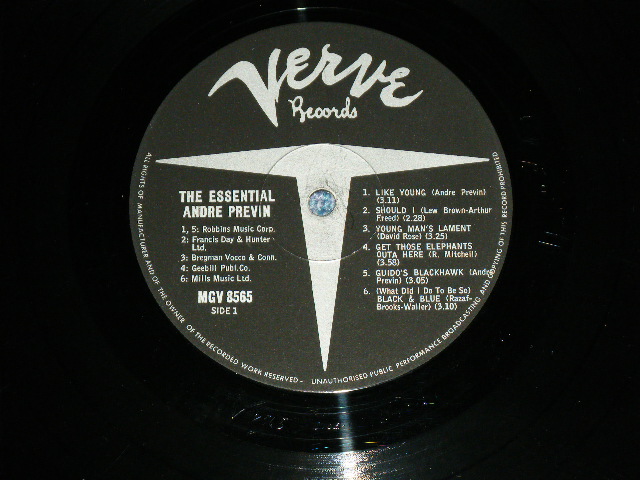 Verve
Records
THE ESSENTIAL
ANDRE PREVIN
1, 5: Robbins Music Corp.
2: Francis Day & Hunter
Ltd.
3: Bregman Vocco & Conn.
4: Geebill Publ.Co.
6: Mills Music Ltd.
MGV 8565
SIDE 1
1. LIKE YOUNG (Andre Previn)
(3.11)
2. SHOULD I (Lew Brown-Arthur
Freed) (2.28)
3. YOUNG MAN'S LAMENT
(David Rose) (3.25)
4. GET THOSE ELEPHANTS
OUTA HERE (R. Mitchell)
(3.58)
5. GUIDO'S BLACKHAWK (Andre
Previn) (3.05)
6. (What Did I Do To Be So)
BLACK & BLUE (Razaf-
Brooks-Waller) (3.10)
ALL RIGHTS OF MANUFACTURER AND OF THE OWNER OF THE RECORDED WORK RESERVED - UNAUTHORISED PUBLIC PERFORMANCE BROADCASTING AND COPYING OF THIS RECORD PROHIBITED